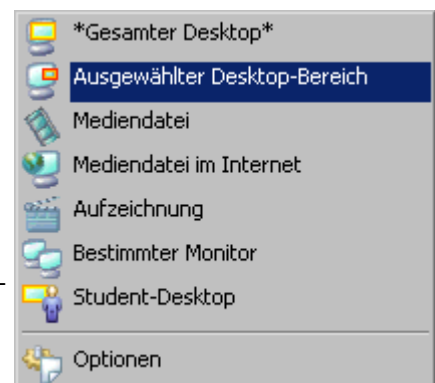 *Gesamter Desktop*
Ausgewählter Desktop-Bereich
Mediendatei
Mediendatei im Internet
Aufzeichnung
Bestimmter Monitor
Student-Desktop
Optionen